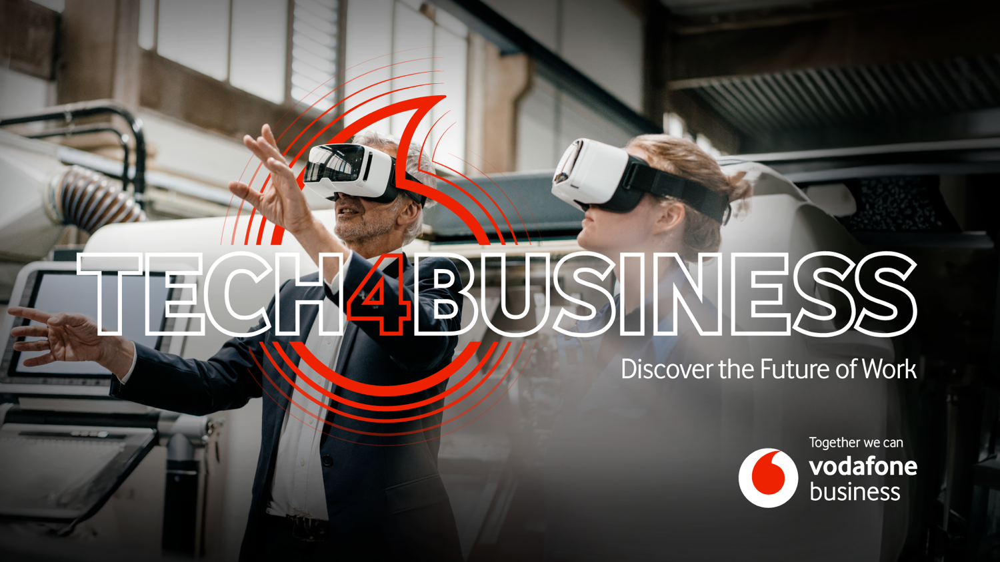 TECH4BUSINESS
Discover the Future of Work
Together we can
vodafone
business